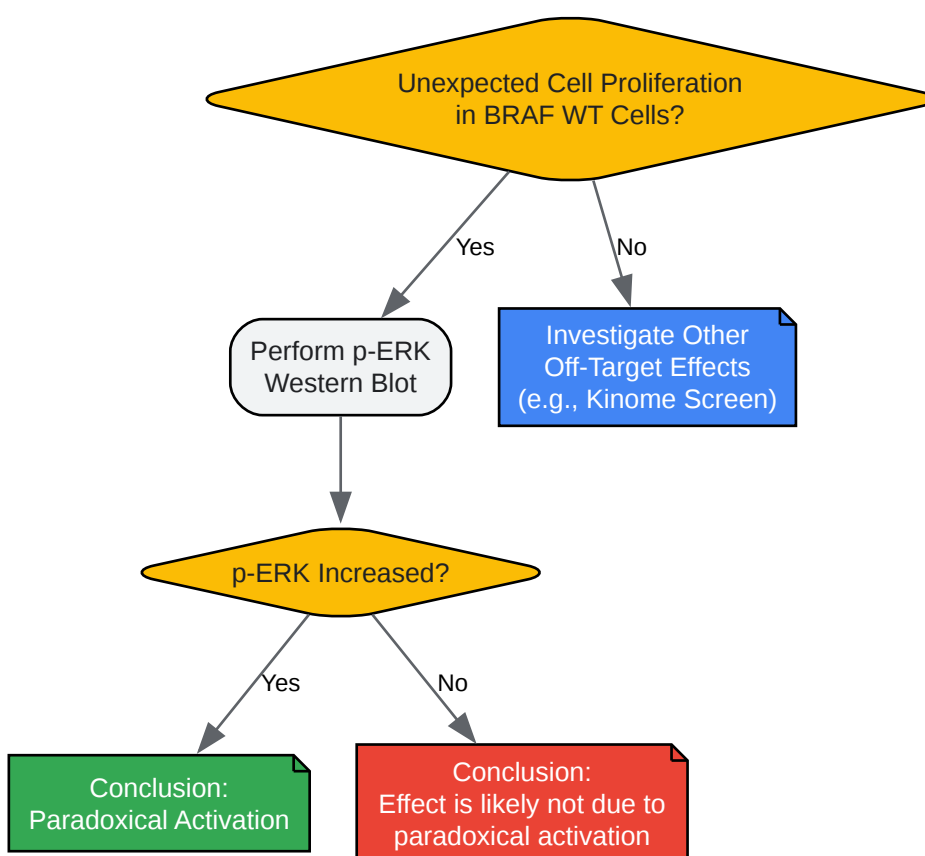 Unexpected Cell Proliferation
in BRAF WT Cells?
Yes
No
Perform p-ERK
Western Blot
Investigate Other
Off-Target Effects
(e.g., Kinome Screen)
p-ERK Increased?
Yes
No
Conclusion:
Paradoxical Activation
Conclusion:
Effect is likely not due to
paradoxical activation